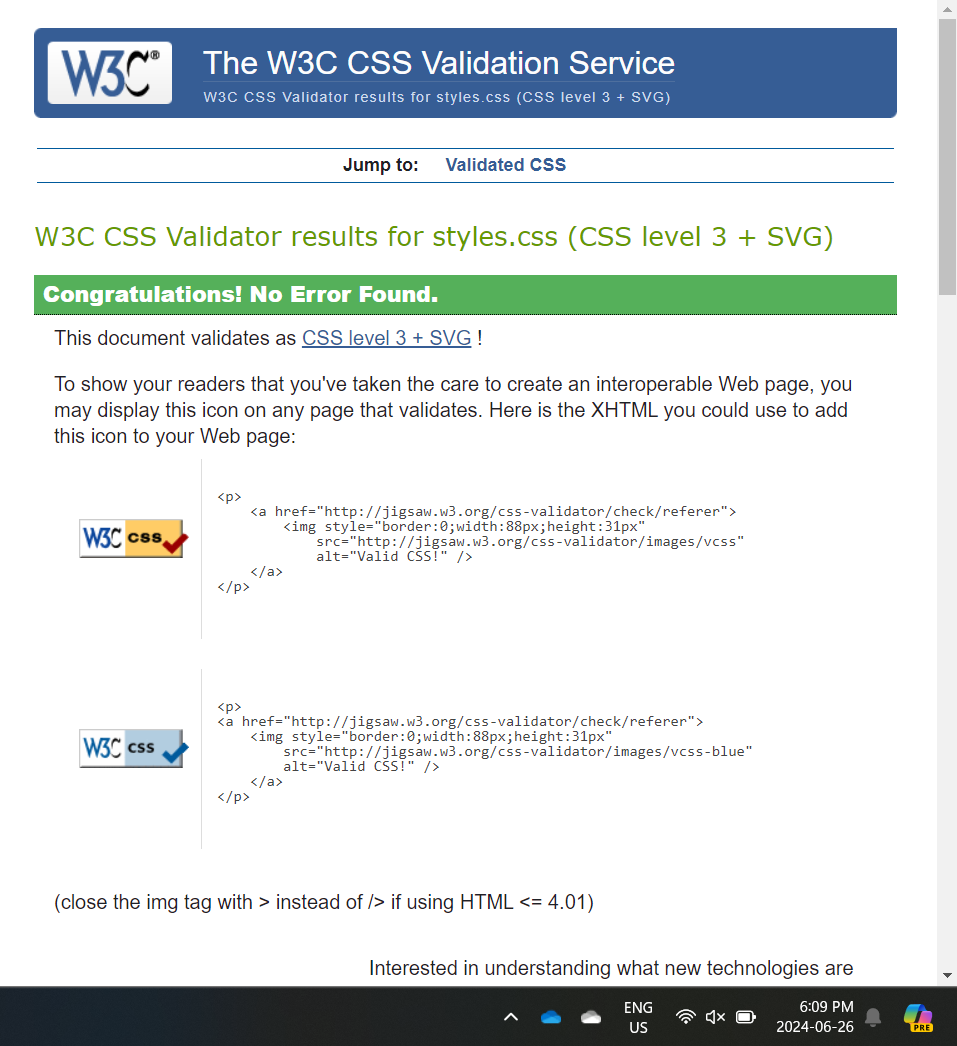 W3C®
The W3C CSS Validation Service
W3C CSS Validator results for styles.css (CSS level 3 + SVG)
Jump to: Validated CSS
W3C CSS Validator results for styles.css (CSS level 3 + SVG)
Congratulations! No Error Found.
This document validates as CSS level 3 + SVG !
To show your readers that you've taken the care to create an interoperable Web page, you
may display this icon on any page that validates. Here is the XHTML you could use to add
this icon to your Web page:
W3C css
<p>
    <a href="http://jigsaw.w3.org/css-validator/check/referer">
        <img style="border:0;width:88px;height:31px"
            src="http://jigsaw.w3.org/css-validator/images/vcss"
            alt="Valid CSS!" />
    </a>
</p>
W3C css
<p>
<a href="http://jigsaw.w3.org/css-validator/check/referer">
    <img style="border:0;width:88px;height:31px"
        src="http://jigsaw.w3.org/css-validator/images/vcss-blue"
        alt="Valid CSS!" />
    </a>
</p>
(close the img tag with > instead of /> if using HTML <= 4.01)
Interested in understanding what new technologies are
ENG
US
6:09 PM
2024-06-26
PRE